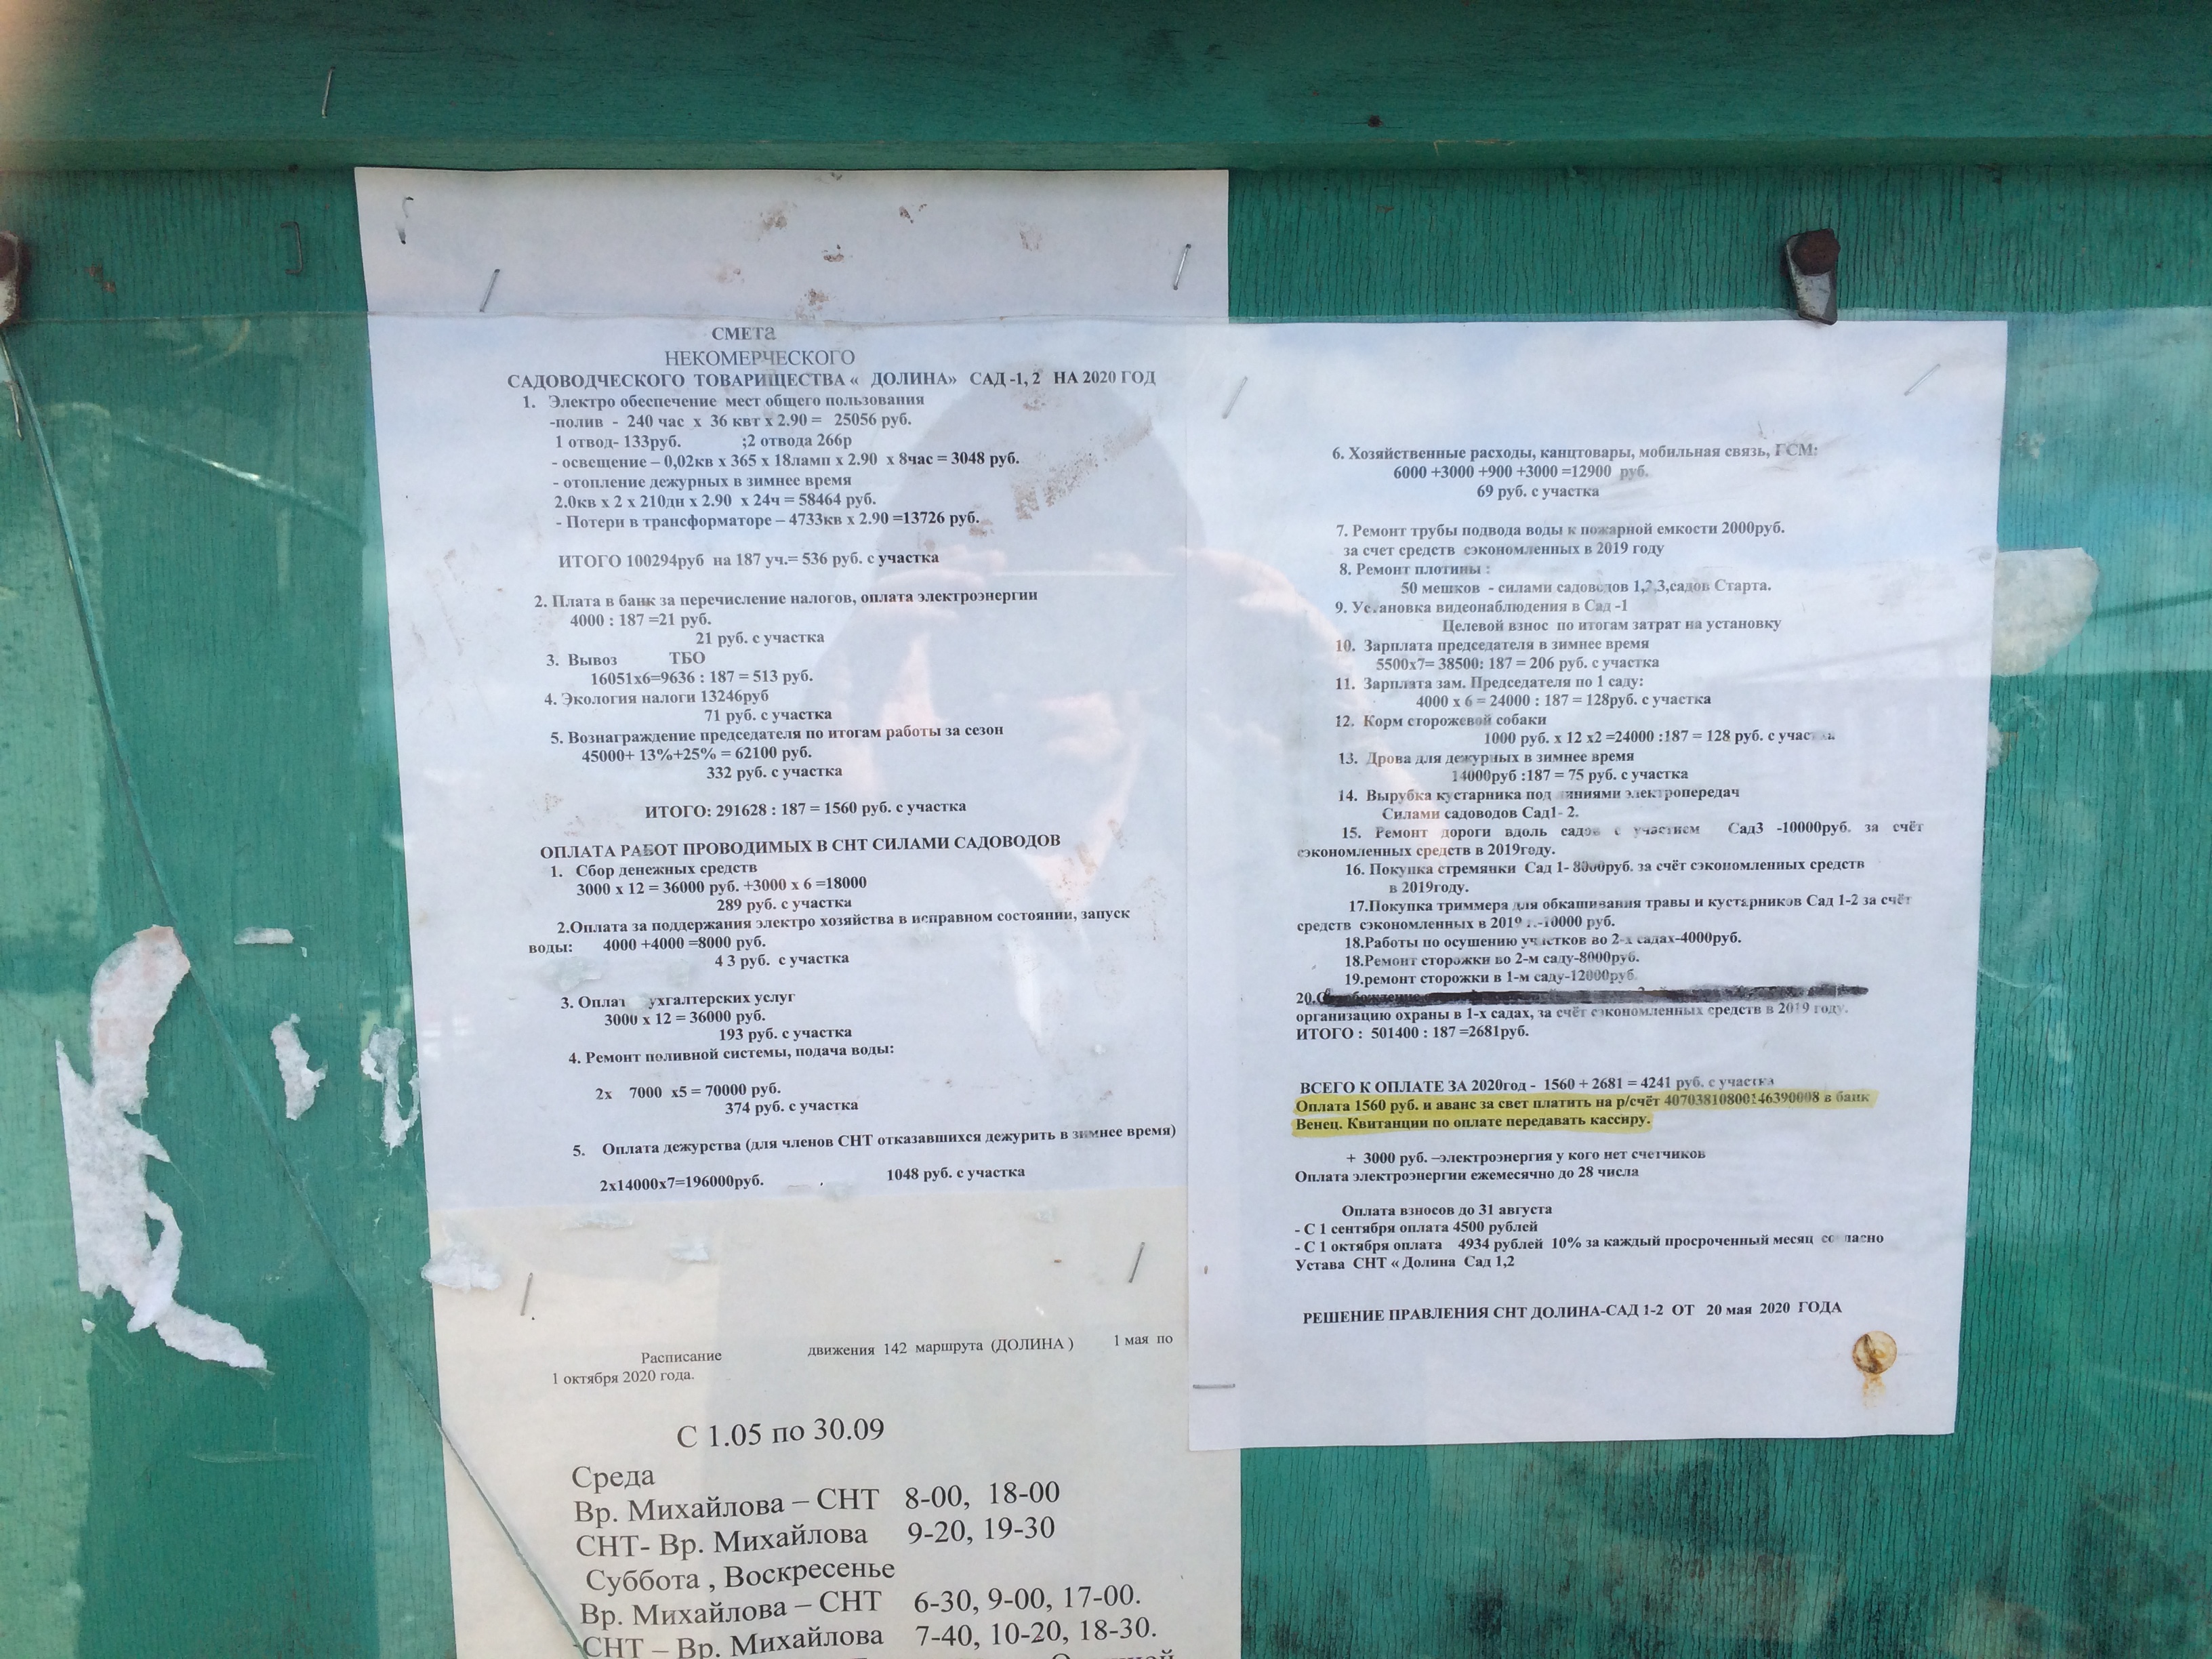 СМЕТа
НЕКОМЕРЧЕСКОГО
САДОВОДЧЕСКОГО ТОВАРИЩЕСТВА « ДОЛИНА» САД -1, 2 НА 2020 ГОД
1. Электро обеспечение мест общего пользования
-полив - 240 час х 36 квт х 2.90 = 25056 руб.
1 отвод- 133руб. ;2 отвода 266р
- освещение – 0,02кв х 365 х 18ламп х 2.90 х 8час = 3048 руб.
- отопление дежурных в зимнее время
2.0кв х 2 х 210дн х 2.90 х 24ч = 58464 руб.
- Потери в трансформаторе – 4733кв х 2.90 =13726 руб.
ИТОГО 100294руб на 187 уч.= 536 руб. с участка
2. Плата в банк за перечисление налогов, оплата электроэнергии
4000 : 187 =21 руб.
21 руб. с участка
3. Вывоз ТБО
16051х6=9636 : 187 = 513 руб.
4. Экология налоги 13246руб
71 руб. с участка
5. Вознаграждение председателя по итогам работы за сезон
45000+ 13%+25% = 62100 руб.
332 руб. с участка
ИТОГО: 291628 : 187 = 1560 руб. с участка
ОПЛАТА РАБОТ ПРОВОДИМЫХ В СНТ СИЛАМИ САДОВОДОВ
1. Сбор денежных средств
3000 х 12 = 36000 руб. +3000 х 6 =18000
289 руб. с участка
2.Оплата за поддержания электро хозяйства в исправном состоянии, запуск
воды: 4000 +4000 =8000 руб.
4 3 руб. с участка
3. Оплат ухгалтерских услуг
3000 х 12 = 36000 руб.
193 руб. с участка
4. Ремонт поливной системы, подача воды:
2х 7000 х5 = 70000 руб.
374 руб. с участка
5. Оплата дежурства (для членов СНТ отказавшихся дежурить в зимнее время)
2х14000х7=196000руб. 1048 руб. с участка
6. Хозяйственные расходы, канцтовары, мобильная связь, ГСМ:
6000 +3000 +900 +3000 =12900 руб.
69 руб. с участка
7. Ремонт трубы подвода воды к пожарной емкости 2000руб.
за счет средств сэкономленных в 2019 году
8. Ремонт плотины :
50 мешков - силами садоводов 1,2,3,садов Старта.
9. Установка видеонаблюдения в Сад -1
Целевой взнос по итогам затрат на установку
10. Зарплата председателя в зимнее время
5500х7= 38500: 187 = 206 руб. с участка
11. Зарплата зам. Председателя по 1 саду:
4000 х 6 = 24000 : 187 = 128руб. с участка
12. Корм сторожевой собаки
1000 руб. х 12 х2 =24000 :187 = 128 руб. с участка
13. Дрова для дежурных в зимнее время
14000руб :187 = 75 руб. с участка
14. Вырубка кустарника под линиями электропередач
Силами садоводов Сад1- 2.
15. Ремонт дороги вдоль садов с участием Сад3 -10000руб. за счёт
сэкономленных средств в 2019году.
16. Покупка стремянки Сад 1- 8000руб. за счёт сэкономленных средств
в 2019году.
17.Покупка триммера для обкашивания травы и кустарников Сад 1-2 за счёт
средств сэкономленных в 2019 г.-10000 руб.
18.Работы по осушению участков во 2-х садах-4000руб.
18.Ремонт сторожки во 2-м саду-8000руб.
19.ремонт сторожки в 1-м саду-12000руб.
20.
организацию охраны в 1-х садах, за счёт сэкономленных средств в 2019 году.
ИТОГО : 501400 : 187 =2681руб.
ВСЕГО К ОПЛАТЕ ЗА 2020год - 1560 + 2681 = 4241 руб. с участка
Оплата 1560 руб. и аванс за свет платить на р/счёт 40703810800146390008 в банк
Венец. Квитанции по оплате передавать кассиру.
+ 3000 руб. –электроэнергия у кого нет счетчиков
Оплата электроэнергии ежемесячно до 28 числа
Оплата взносов до 31 августа
- С 1 сентября оплата 4500 рублей
- С 1 октября оплата 4934 рублей 10% за каждый просроченный месяц согласно
Устава СНТ « Долина Сад 1,2
РЕШЕНИЕ ПРАВЛЕНИЯ СНТ ДОЛИНА-САД 1-2 ОТ 20 мая 2020 ГОДА
Расписание движения 142 маршрута (ДОЛИНА ) 1 мая по
1 октября 2020 года.
С 1.05 по 30.09
Среда
Вр. Михайлова – СНТ 8-00, 18-00
СНТ- Вр. Михайлова 9-20, 19-30
Суббота , Воскресенье
Вр. Михайлова – СНТ 6-30, 9-00, 17-00.
СНТ – Вр. Михайлова 7-40, 10-20, 18-30.